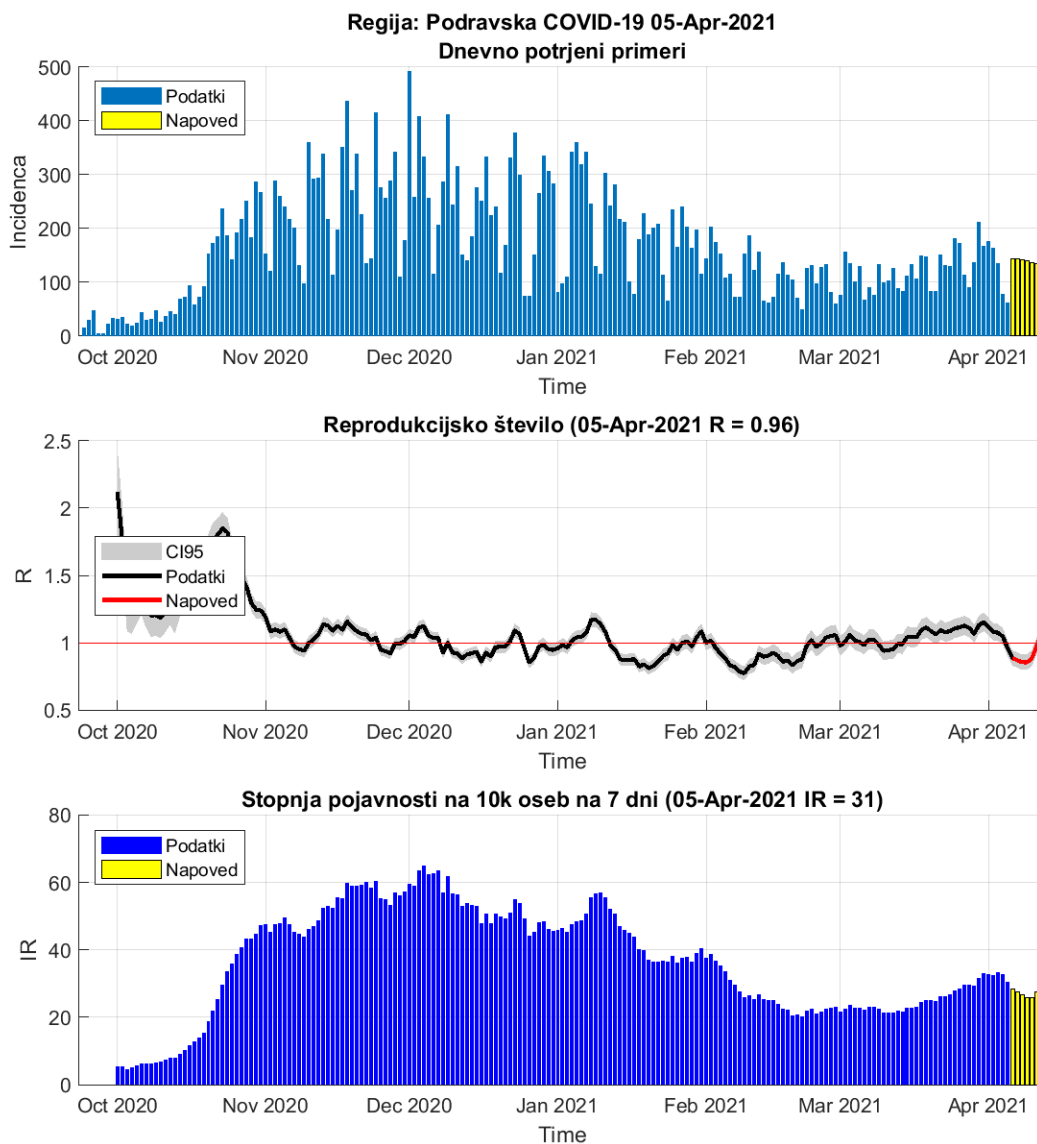 Regija: Podravska COVID-19 05-Apr-2021
Dnevno potrjeni primeri
500
400
300
200
100
0
Incidenca
Podatki
Napoved
Oct 2020 Nov 2020 Dec 2020 Jan 2021 Feb 2021 Mar 2021 Apr 2021
Time
Reprodukcijsko število (05-Apr-2021 R = 0.96)
2.5
2
1.5
1
0.5
R
CI95
Podatki
Napoved
Oct 2020 Nov 2020 Dec 2020 Jan 2021 Feb 2021 Mar 2021 Apr 2021
Time
Stopnja pojavnosti na 10k oseb na 7 dni (05-Apr-2021 IR = 31)
80
60
40
20
0
IR
Podatki
Napoved
Oct 2020 Nov 2020 Dec 2020 Jan 2021 Feb 2021 Mar 2021 Apr 2021
Time